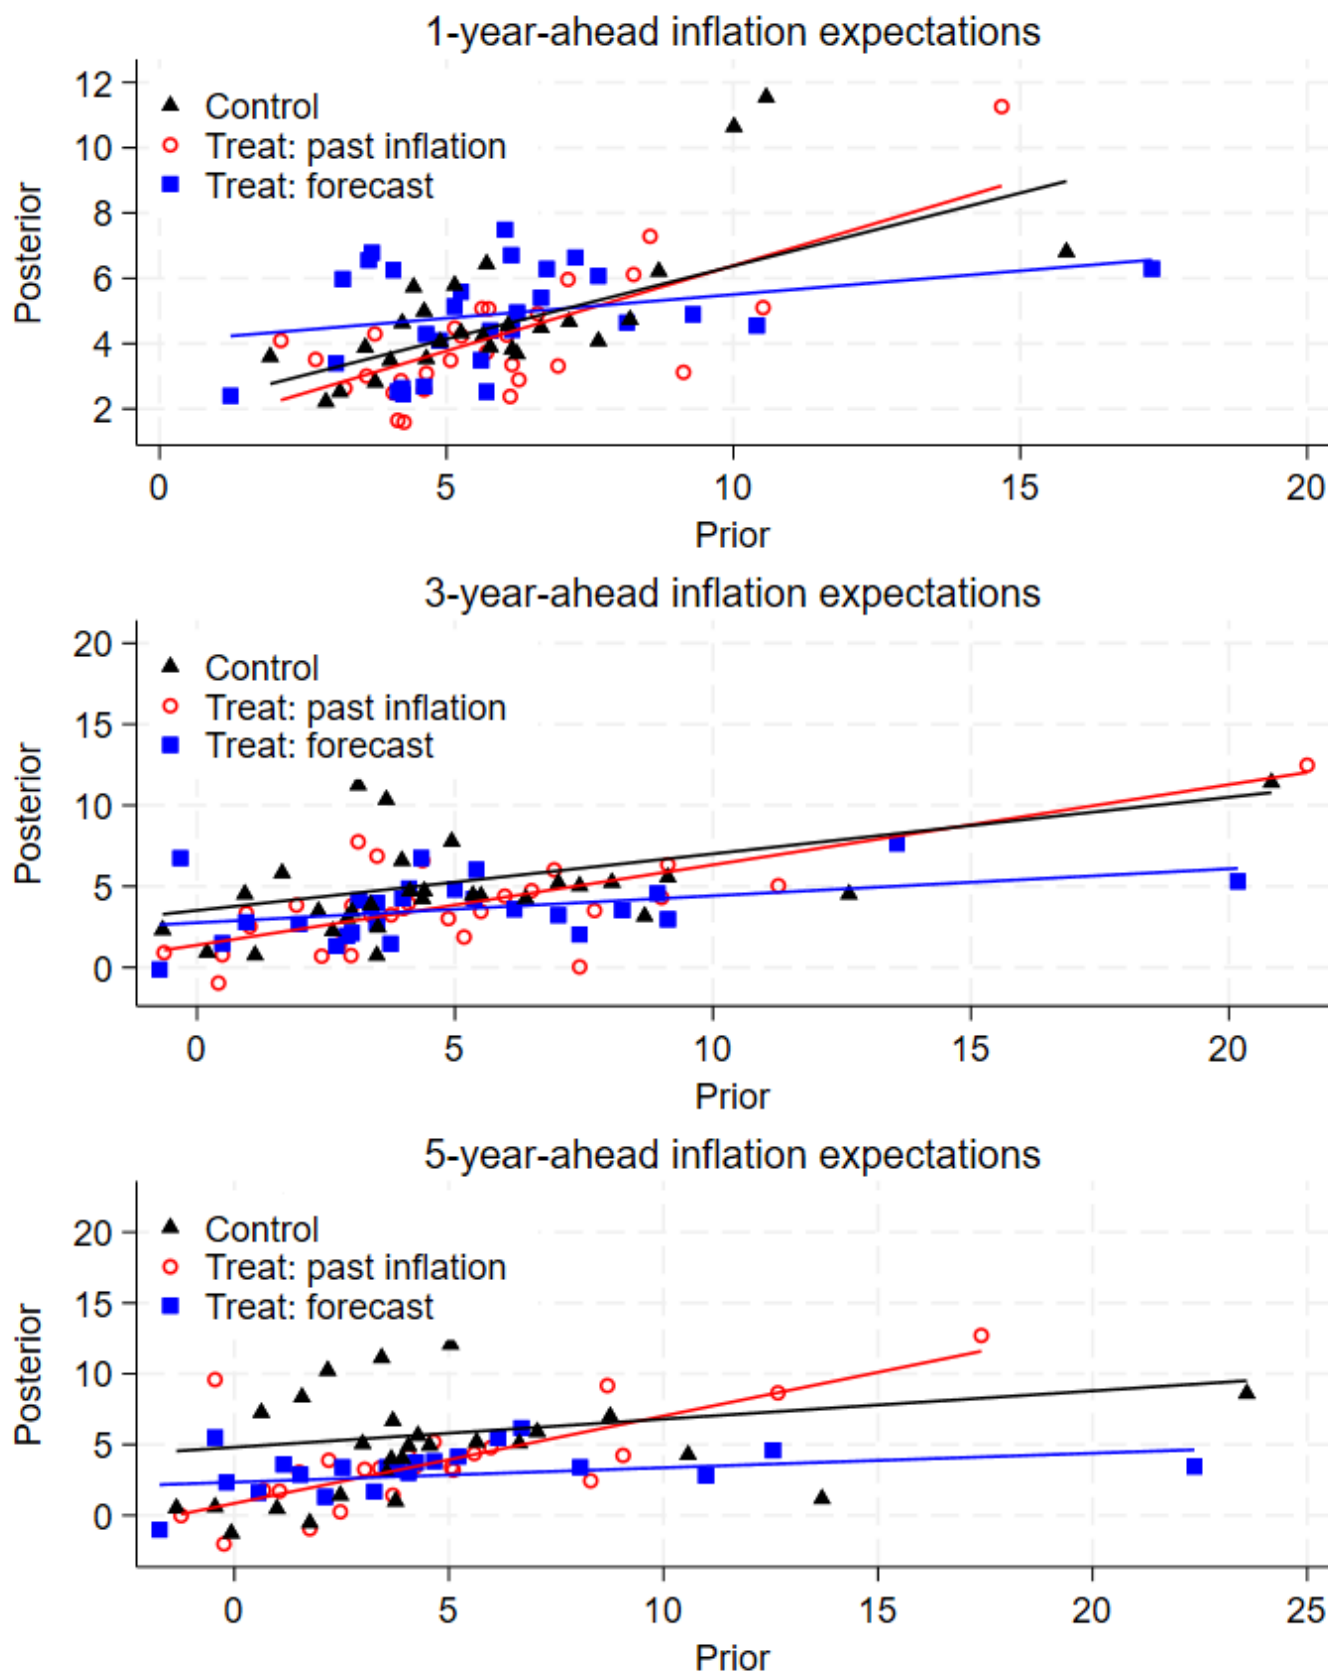 1-year-ahead inflation expectations
12
10
8
6
4
2
Posterior
Control
Treat: past inflation
Treat: forecast
0 5 10 15 20
Prior
3-year-ahead inflation expectations
20
15
10
5
0
Posterior
Control
Treat: past inflation
Treat: forecast
0 5 10 15 20
Prior
5-year-ahead inflation expectations
20
15
10
5
0
Posterior
Control
Treat: past inflation
Treat: forecast
0 5 10 15 20 25
Prior